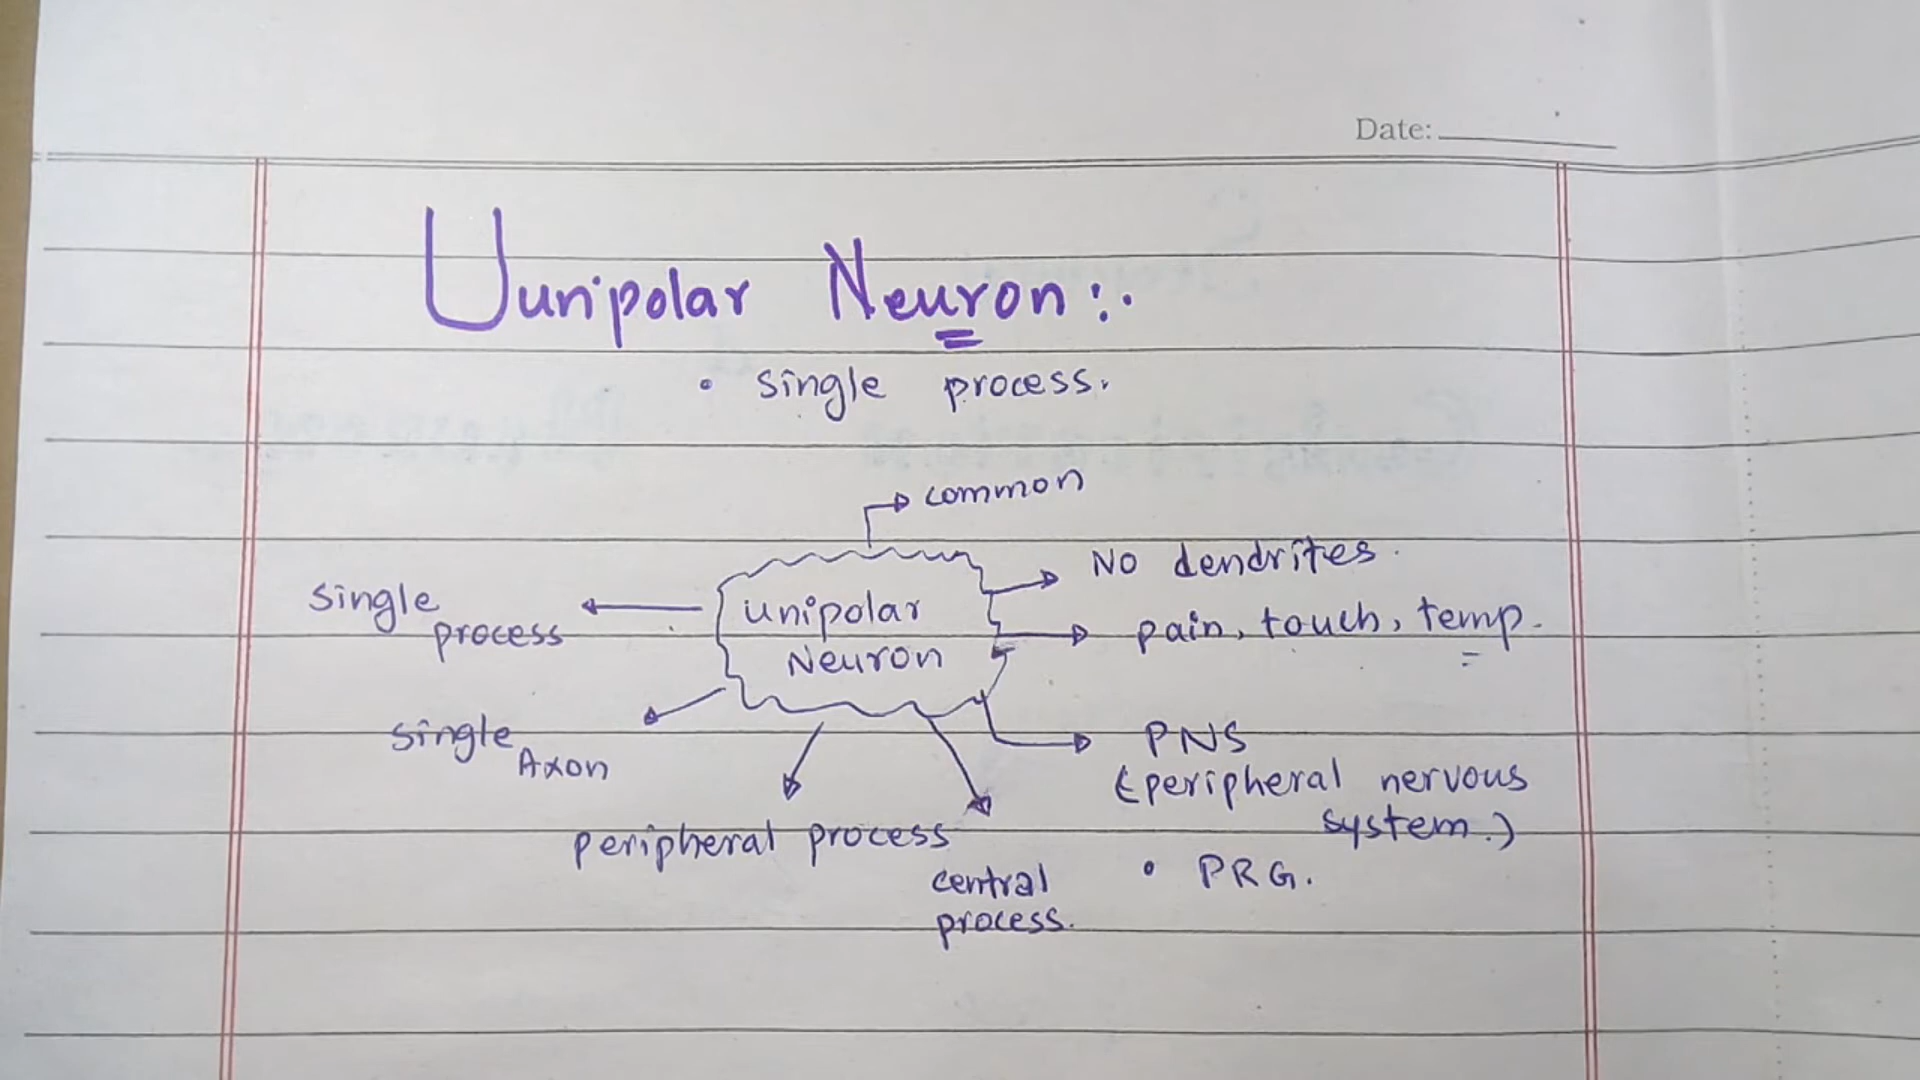 Date:
Uunipolar Neuron:.
• single process.
common
No dendrites.
single process
unipolar Neuron
pain, touch, temp.
single Axon
PNS
(peripheral nervous
system.)
peripheral process
central
process.
• PRG.